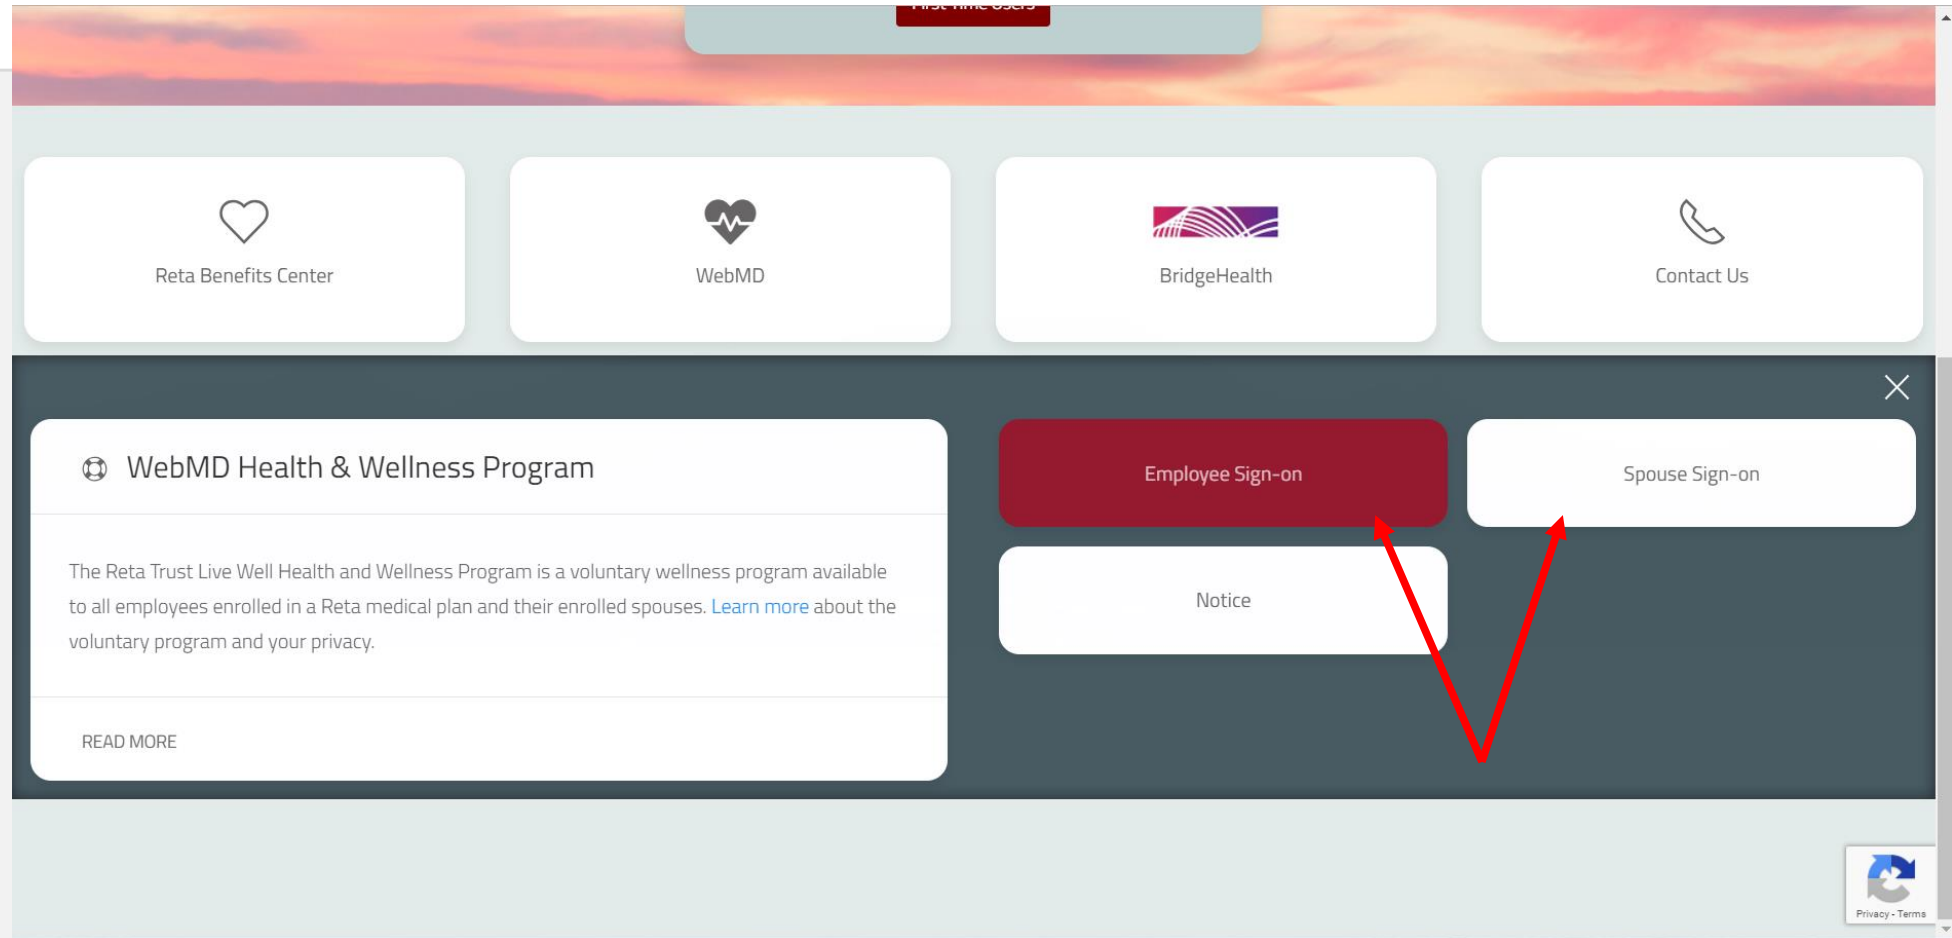 First Time Users
Reta Benefits Center
WebMD
BridgeHealth
Contact Us
WebMD Health & Wellness Program
Employee Sign-on
Spouse Sign-on
The Reta Trust Live Well Health and Wellness Program is a voluntary wellness program available
to all employees enrolled in a Reta medical plan and their enrolled spouses. Learn more about the
voluntary program and your privacy.
Notice
READ MORE
Privacy - Terms